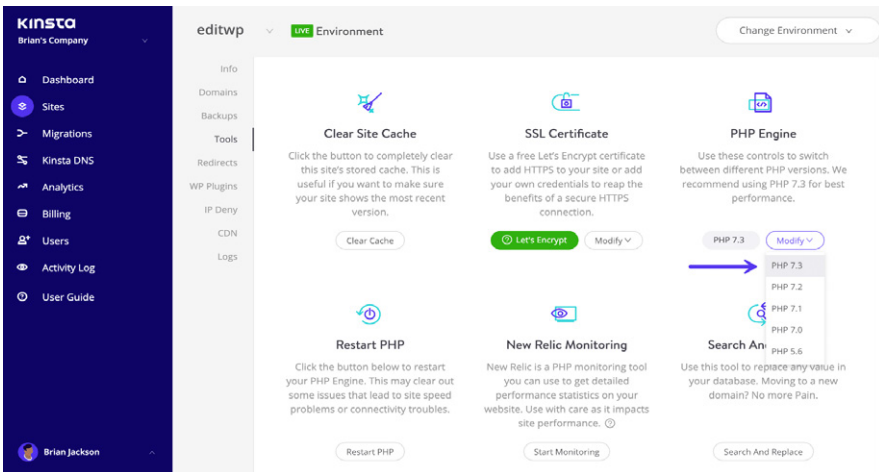 KINSTA
Brian's Company
Dashboard
Sites
Migrations
Kinsta DNS
Analytics
Billing
Users
Activity Log
User Guide
Brian Jackson
editwp
LIVE Environment
Change Environment
Info
Domains
Backups
Tools
Redirects
WP Plugins
IP Deny
CDN
Logs
Clear Site Cache
Click the button to completely clear
this site's stored cache. This is
useful if you want to make sure
your site shows the most recent
version.
Clear Cache
SSL Certificate
Use a free Let's Encrypt certificate
to add HTTPS to your site or add
your own credentials to reap the
benefits of a secure HTTPS
connection.
Let's Encrypt
Modify
PHP Engine
Use these controls to switch
between different PHP versions. We
recommend using PHP 7.3 for best
performance.
PHP 7.3
Modify
PHP 7.3
PHP 7.2
PHP 7.1
PHP 7.0
PHP 5.6
Restart PHP
Click the button below to restart
your PHP Engine. This may clear out
some issues that lead to site speed
problems or connectivity troubles.
Restart PHP
New Relic Monitoring
New Relic is a PHP monitoring tool
you can use to get detailed
performance statistics on your
website. Use with care as it impacts
site performance.
Start Monitoring
Search An
Use this tool to replace any value in
your database. Moving to a new
domain? No more Pain.
Search And Replace